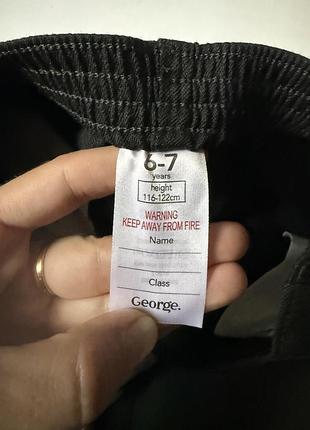 6-7
years
height
116-122cm
WARNING
KEEP AWAY FROM FIRE
Name
Class
George.